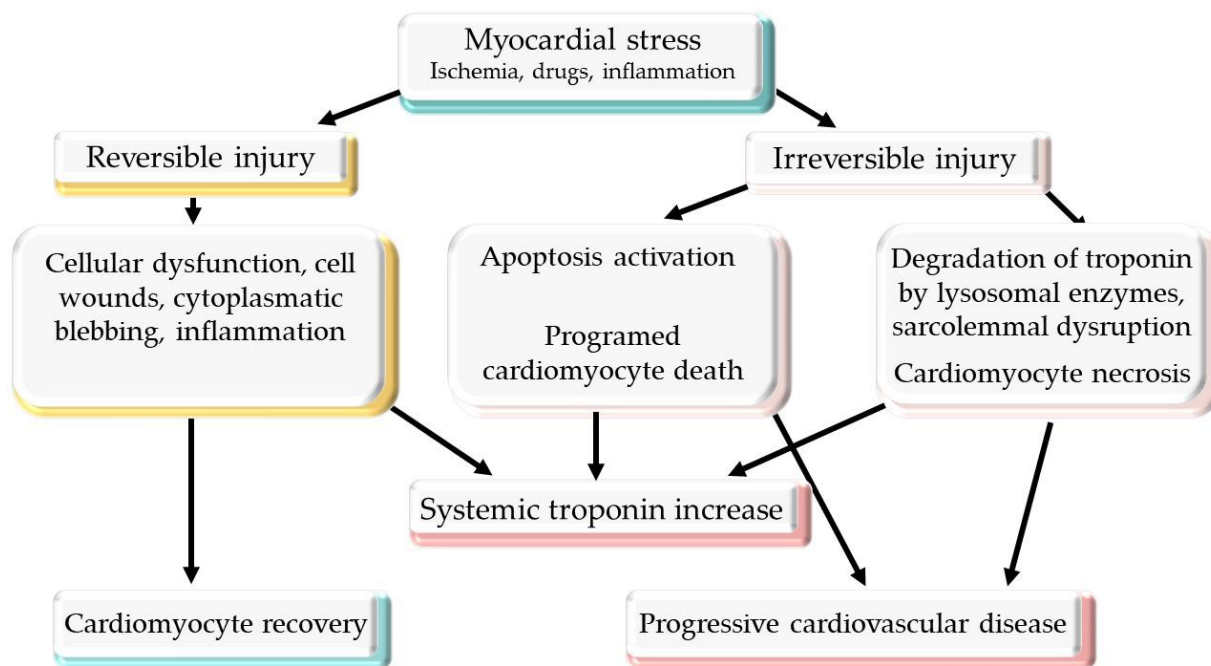 Myocardial stress
Ischemia, drugs, inflammation
Reversible injury
Irreversible injury
Cellular dysfunction, cell
wounds, cytoplasmatic
blebbing, inflammation
Apoptosis activation
Programed
cardiomyocyte death
Degradation of troponin
by lysosomal enzymes,
sarcolemmal dysruption
Cardiomyocyte necrosis
Systemic troponin increase
Cardiomyocyte recovery
Progressive cardiovascular disease